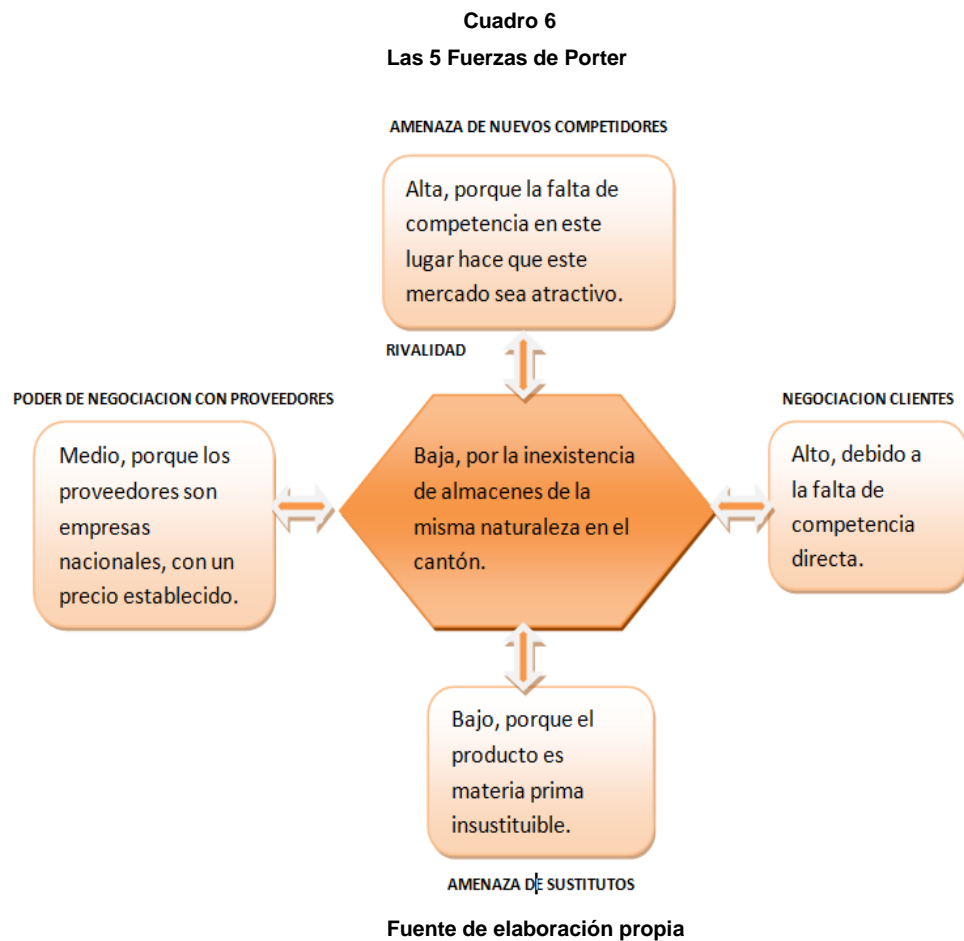 Cuadro 6
Las 5 Fuerzas de Porter
AMENAZA DE NUEVOS COMPETIDORES
Alta, porque la falta de
competencia en este
lugar hace que este
mercado sea atractivo.
RIVALIDAD
PODER DE NEGOCIACION CON PROVEEDORES
Medio, porque los
proveedores son
empresas
nacionales, con un
precio establecido.
Baja, por la inexistencia
de almacenes de la
misma naturaleza en el
cantón.
NEGOCIACION CLIENTES
Alto, debido a
la falta de
competencia
directa.
Bajo, porque el
producto es
materia prima
insustituible.
AMENAZA DE SUSTITUTOS
Fuente de elaboración propia